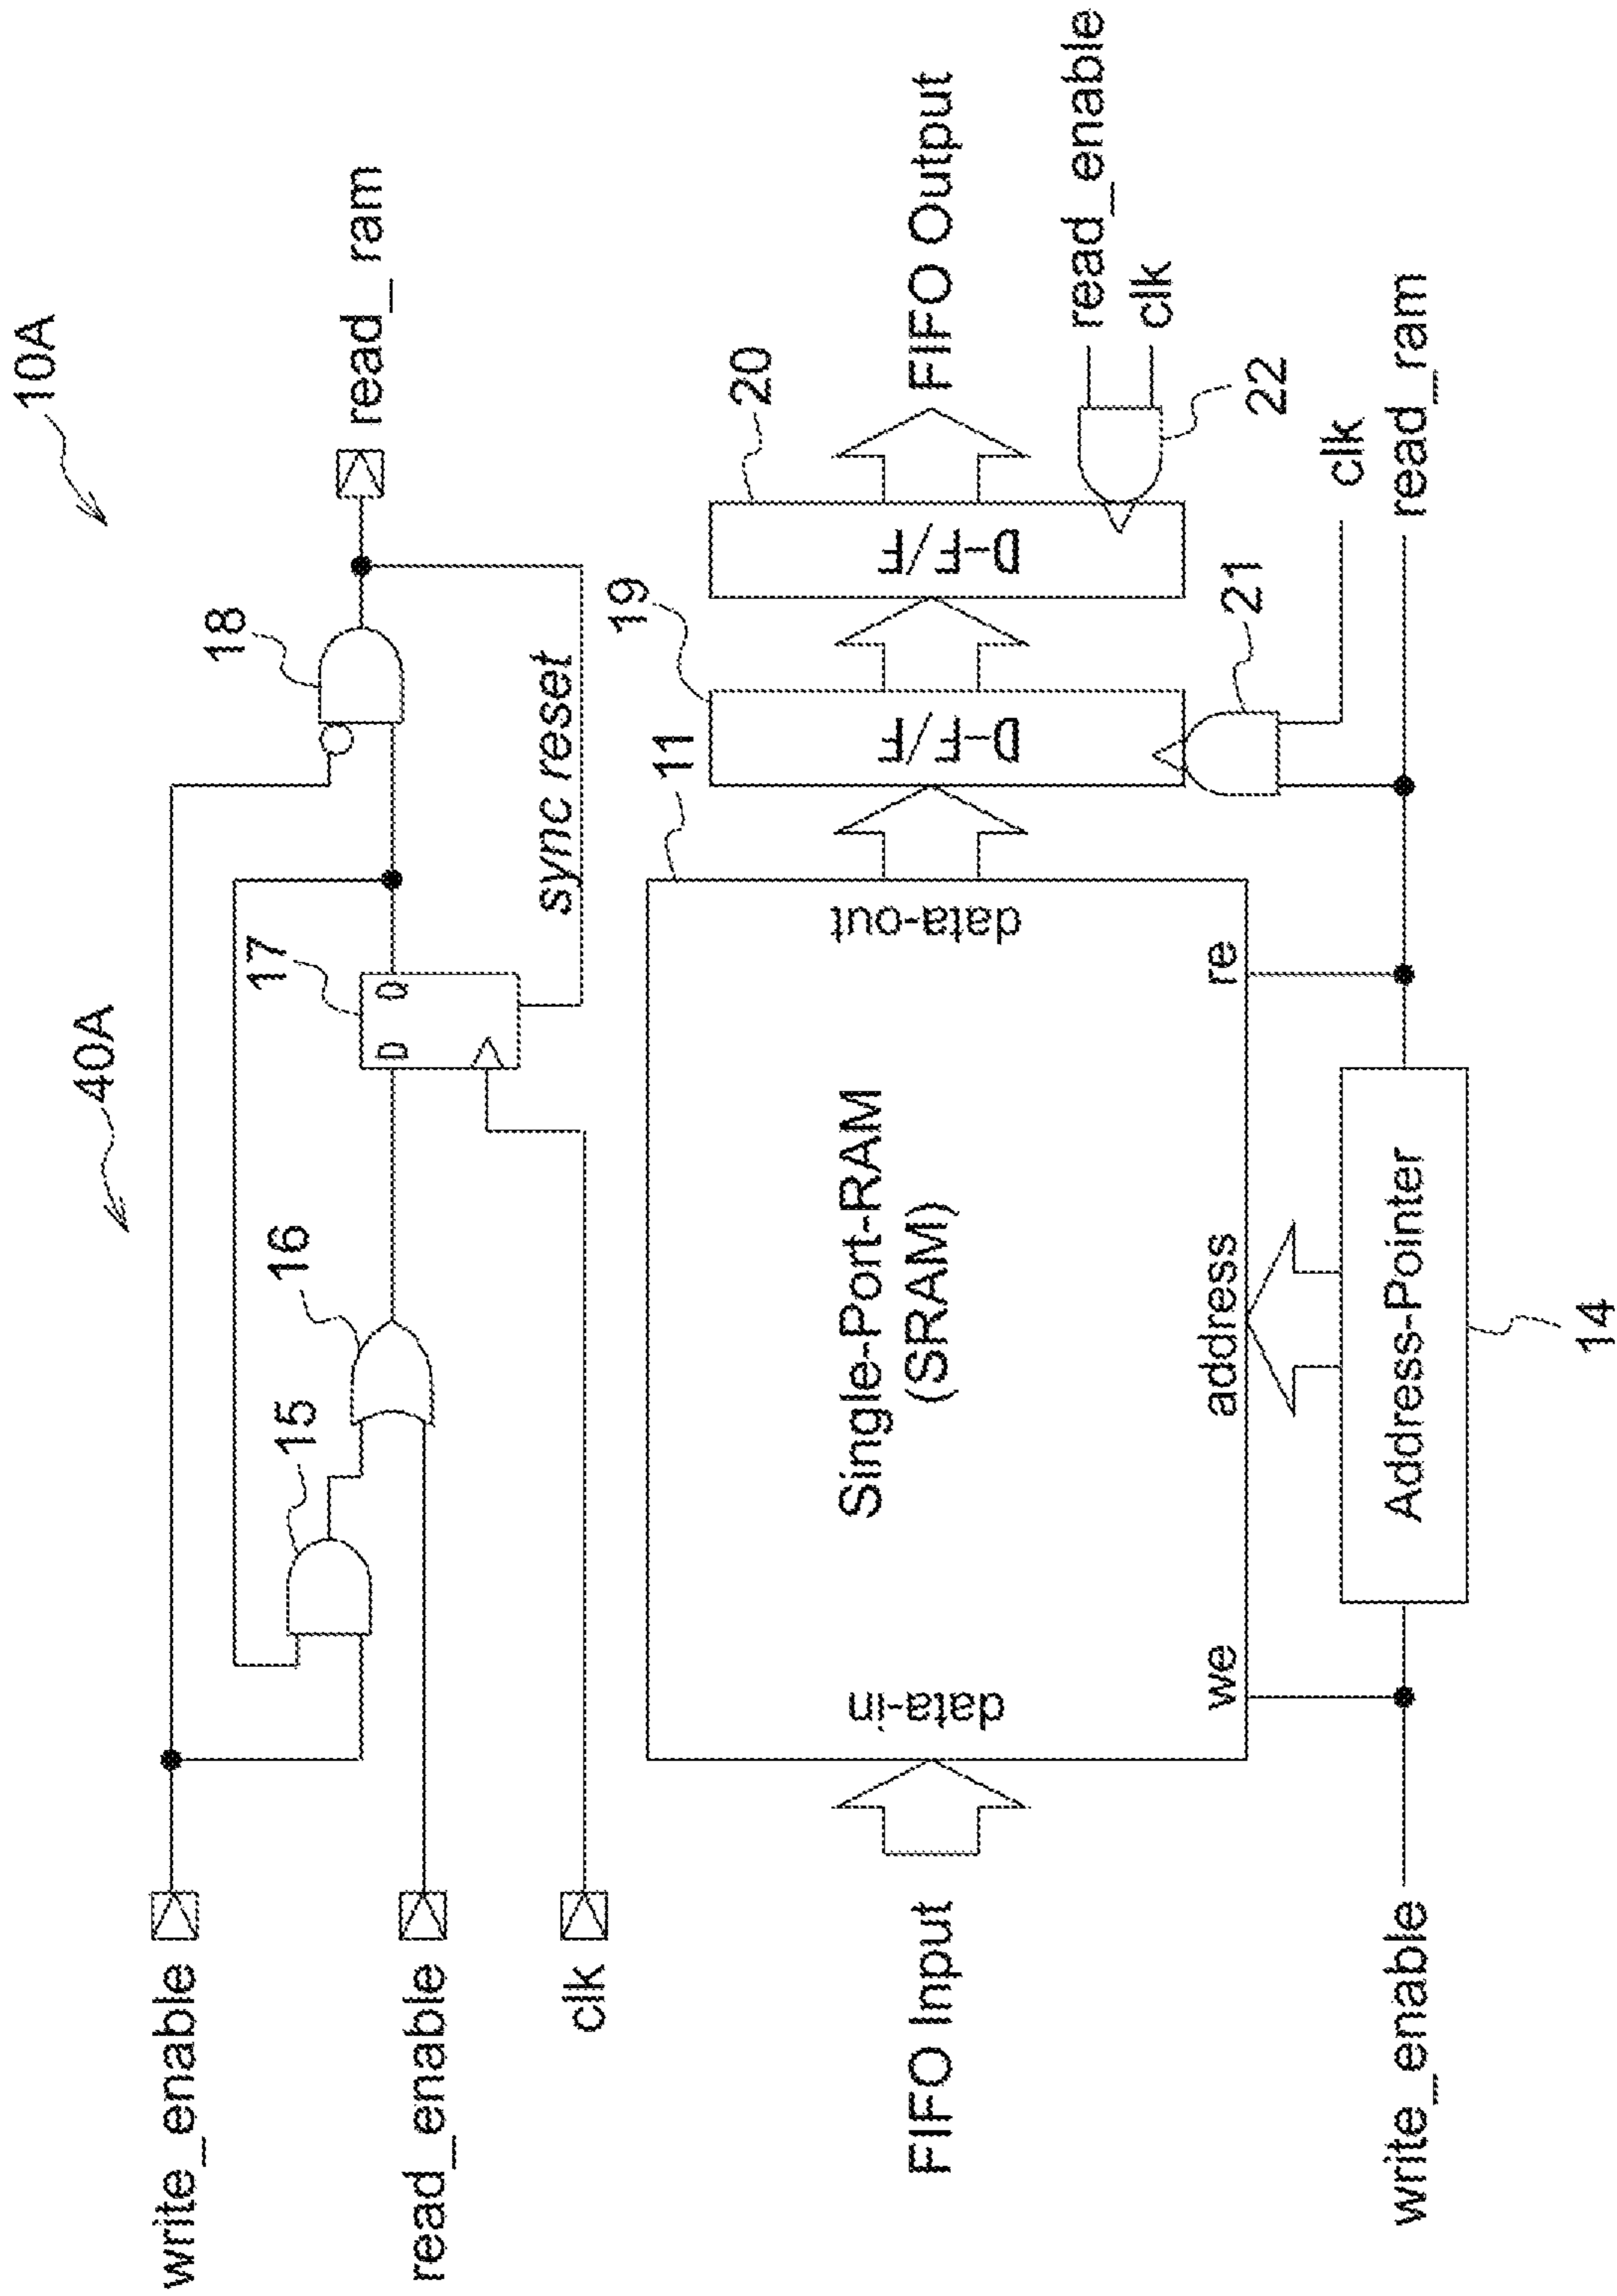 10A
40A
write_enable
read_enable
clk
15
16
17
D
Q
18
read_ram
sync reset
FIFO Input
data-in
Single-Port-RAM
(SRAM)
data-out
11
we
address
re
19
D-F/F
20
D-F/F
FIFO Output
read_enable
clk
22
21
clk
read_ram
write_enable
Address-Pointer
14